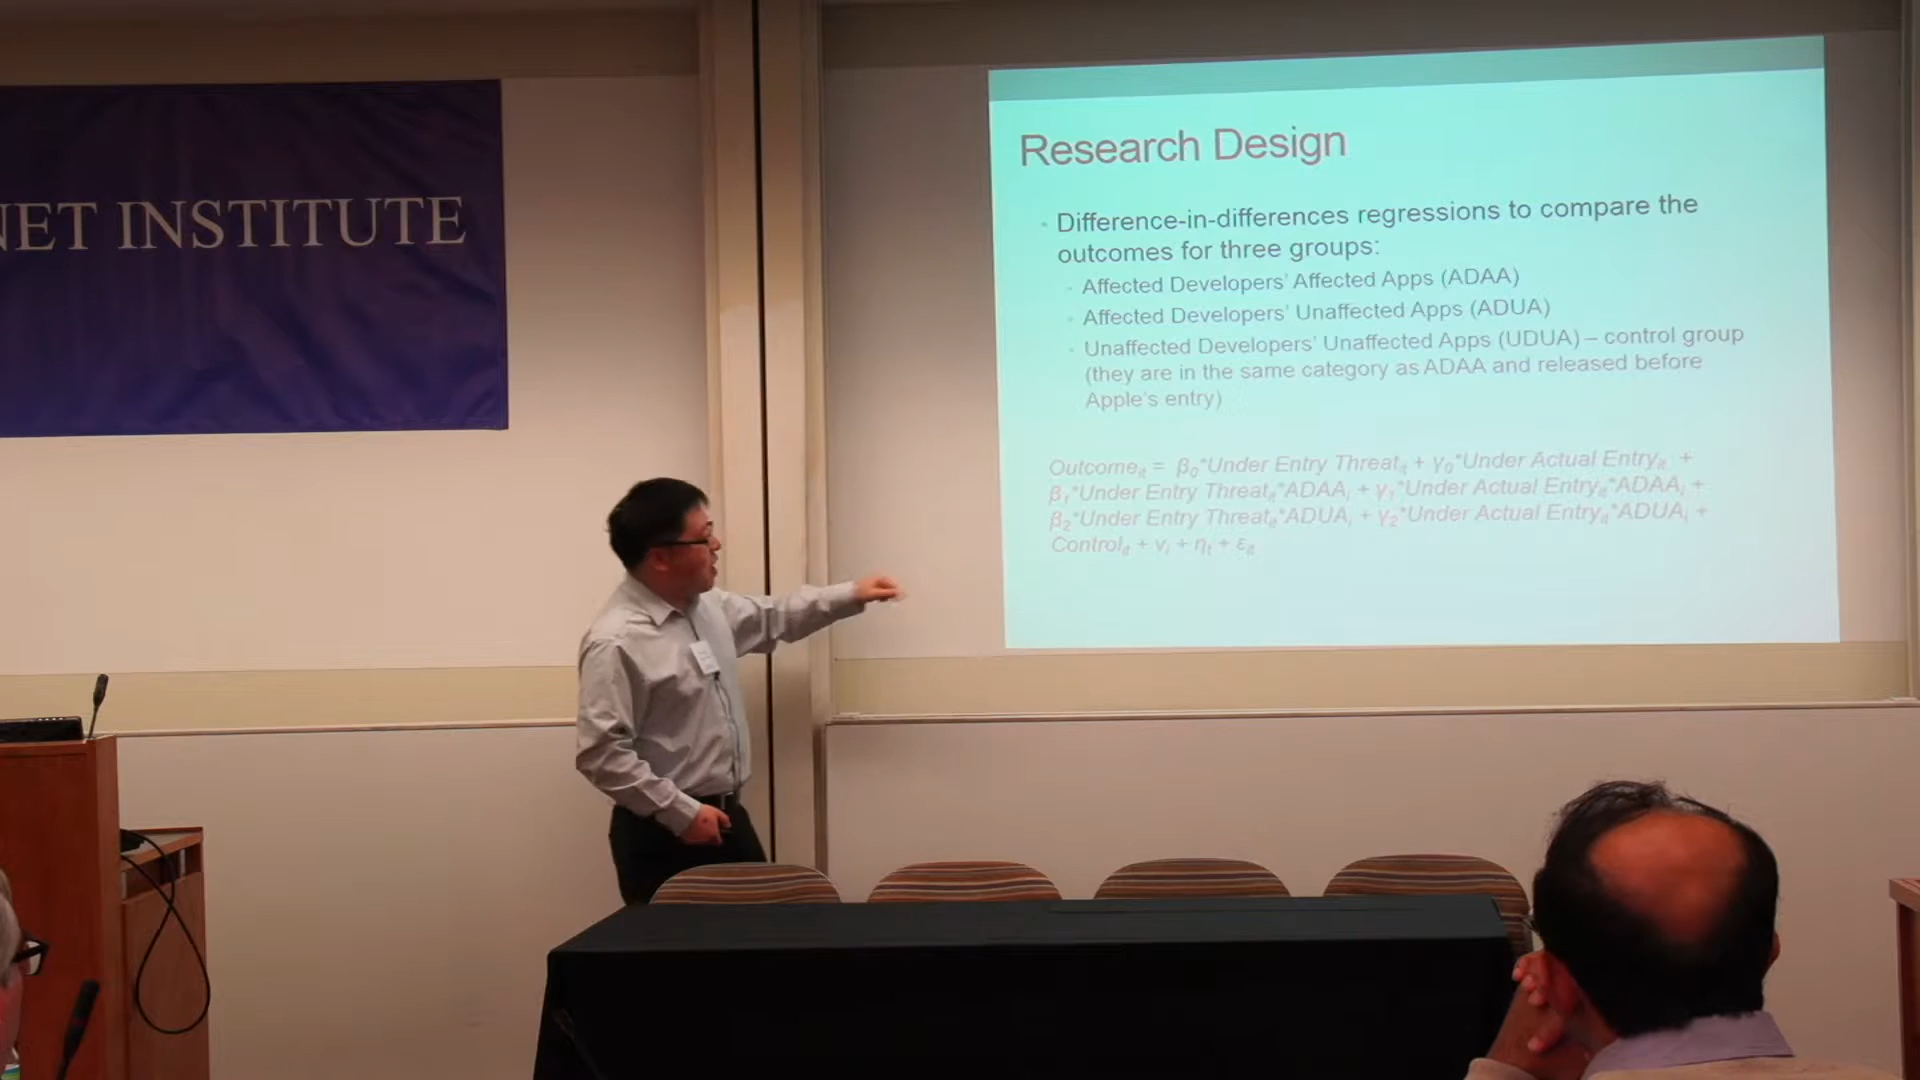 NET INSTITUTE
Research Design
Difference-in-differences regressions to compare the
outcomes for three groups:
Affected Developers' Affected Apps (ADAA)
Affected Developers' Unaffected Apps (ADUA)
Unaffected Developers' Unaffected Apps (UDUA) – control group
(they are in the same category as ADAA and released before
Apple's entry)
Outcomeᵢₜ = β₀*Under Entry Threatᵢₜ + γ₀*Under Actual Entryᵢₜ +
β₁*Under Entry Threatᵢₜ*ADAAᵢ + γ₁*Under Actual Entryᵢₜ*ADAAᵢ +
β₂*Under Entry Threatᵢₜ*ADUAᵢ + γ₂*Under Actual Entryᵢₜ*ADUAᵢ +
Controlᵢₜ + νᵢ + ηₜ + εᵢₜ